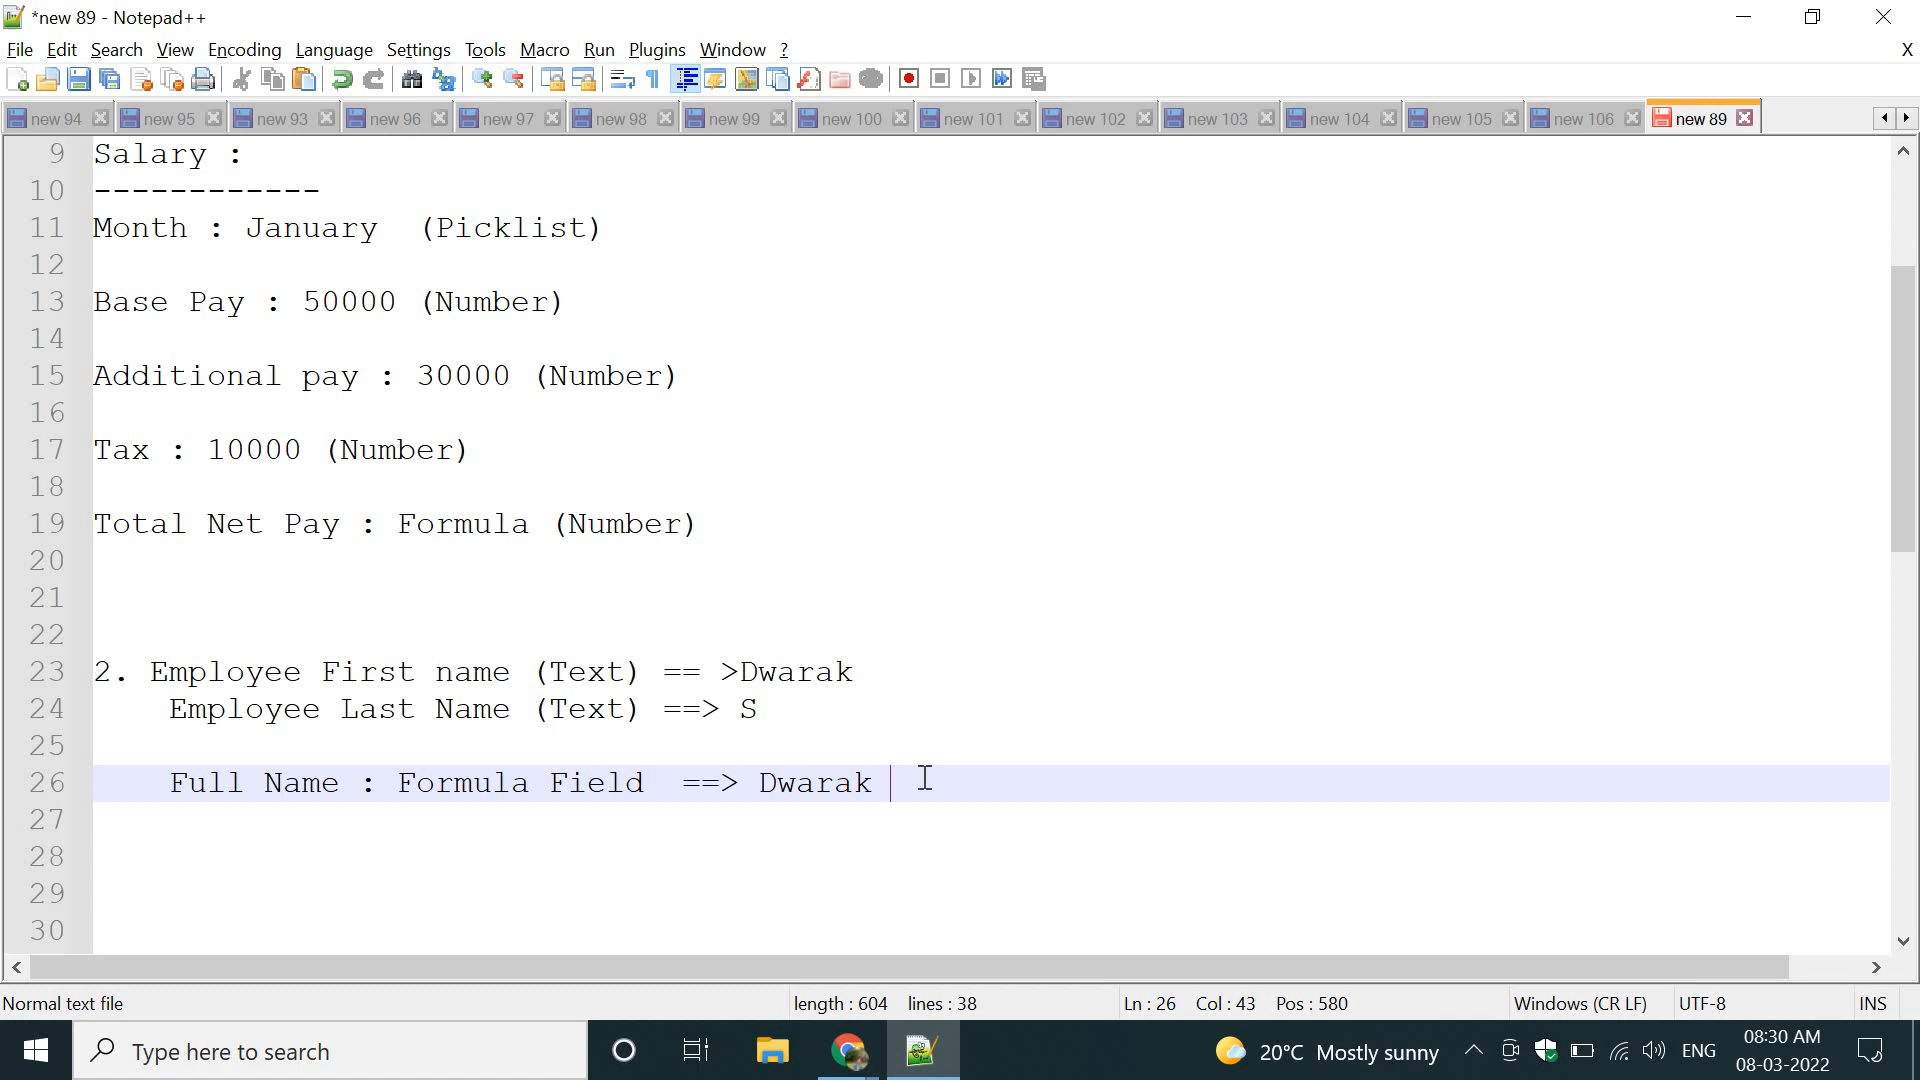 *new 89 - Notepad++
File Edit Search View Encoding Language Settings Tools Macro Run Plugins Window ? X
new 94 new 95 new 93 new 96 new 97 new 98 new 99 new 100 new 101 new 102 new 103 new 104 new 105 new 106 new 89
9 Salary :
10 ------------
11 Month : January  (Picklist)
12
13 Base Pay : 50000 (Number)
14
15 Additional pay : 30000 (Number)
16
17 Tax : 10000 (Number)
18
19 Total Net Pay : Formula (Number)
20
21
22
23 2. Employee First name (Text) == >Dwarak
24     Employee Last Name (Text) ==> S
25
26     Full Name : Formula Field  ==> Dwarak
27
28
29
30
Normal text file length : 604 lines : 38 Ln : 26 Col : 43 Pos : 580 Windows (CR LF) UTF-8 INS
Type here to search 20°C Mostly sunny ENG 08:30 AM
08-03-2022